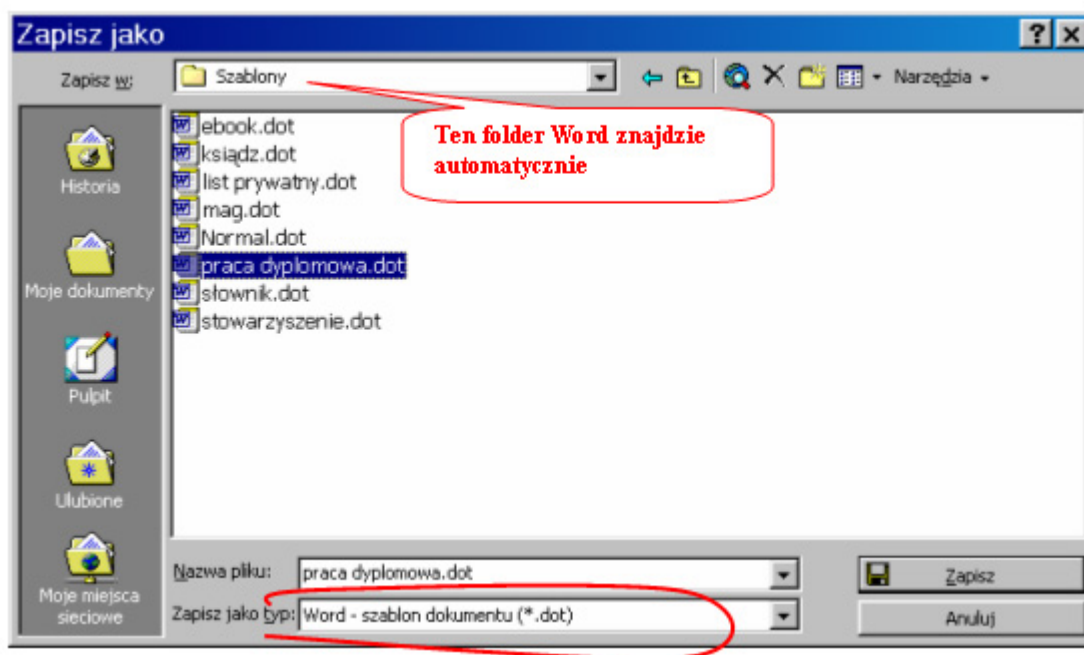 Zapisz jako
Zapisz w: Szablony Narzędzia
Ten folder Word znajdzie
automatycznie
ebook.dot
ksiądz.dot
list prywatny.dot
mag.dot
Normal.dot
praca dyplomowa.dot
słownik.dot
stowarzyszenie.dot
Historia
Moje dokumenty
Pulpit
Ulubione
Moje miejsca
sieciowe
Nazwa pliku: praca dyplomowa.dot Zapisz
Zapisz jako typ: Word - szablon dokumentu (*.dot) Anuluj